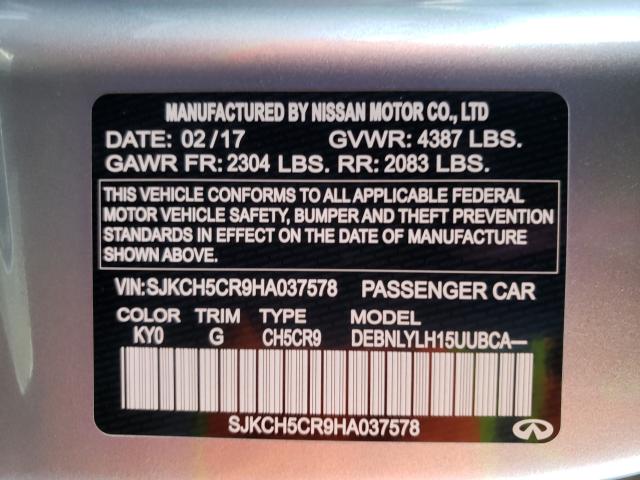 MANUFACTURED BY NISSAN MOTOR CO., LTD
DATE: 02/17 GVWR: 4387 LBS.
GAWR FR: 2304 LBS. RR: 2083 LBS.
THIS VEHICLE CONFORMS TO ALL APPLICABLE FEDERAL
MOTOR VEHICLE SAFETY, BUMPER AND THEFT PREVENTION
STANDARDS IN EFFECT ON THE DATE OF MANUFACTURE
SHOWN ABOVE.
VIN:SJKCH5CR9HA037578 PASSENGER CAR
COLOR TRIM TYPE MODEL
KY0 G CH5CR9 DEBNLYLH15UUBCA—
SJKCH5CR9HA037578